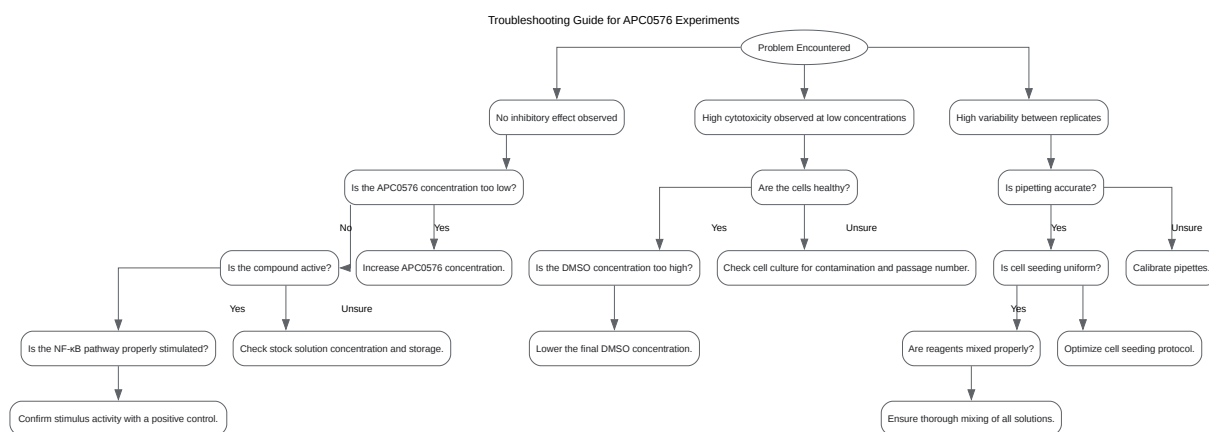 Troubleshooting Guide for APC0576 Experiments
Problem Encountered
No inhibitory effect observed
High cytotoxicity observed at low concentrations
High variability between replicates
Is the APC0576 concentration too low?
Are the cells healthy?
Is pipetting accurate?
No
Yes
Yes
Unsure
Yes
Unsure
Is the compound active?
Increase APC0576 concentration.
Is the DMSO concentration too high?
Check cell culture for contamination and passage number.
Is cell seeding uniform?
Calibrate pipettes.
Yes
Unsure
Yes
Is the NF-κB pathway properly stimulated?
Check stock solution concentration and storage.
Lower the final DMSO concentration.
Are reagents mixed properly?
Optimize cell seeding protocol.
Confirm stimulus activity with a positive control.
Ensure thorough mixing of all solutions.